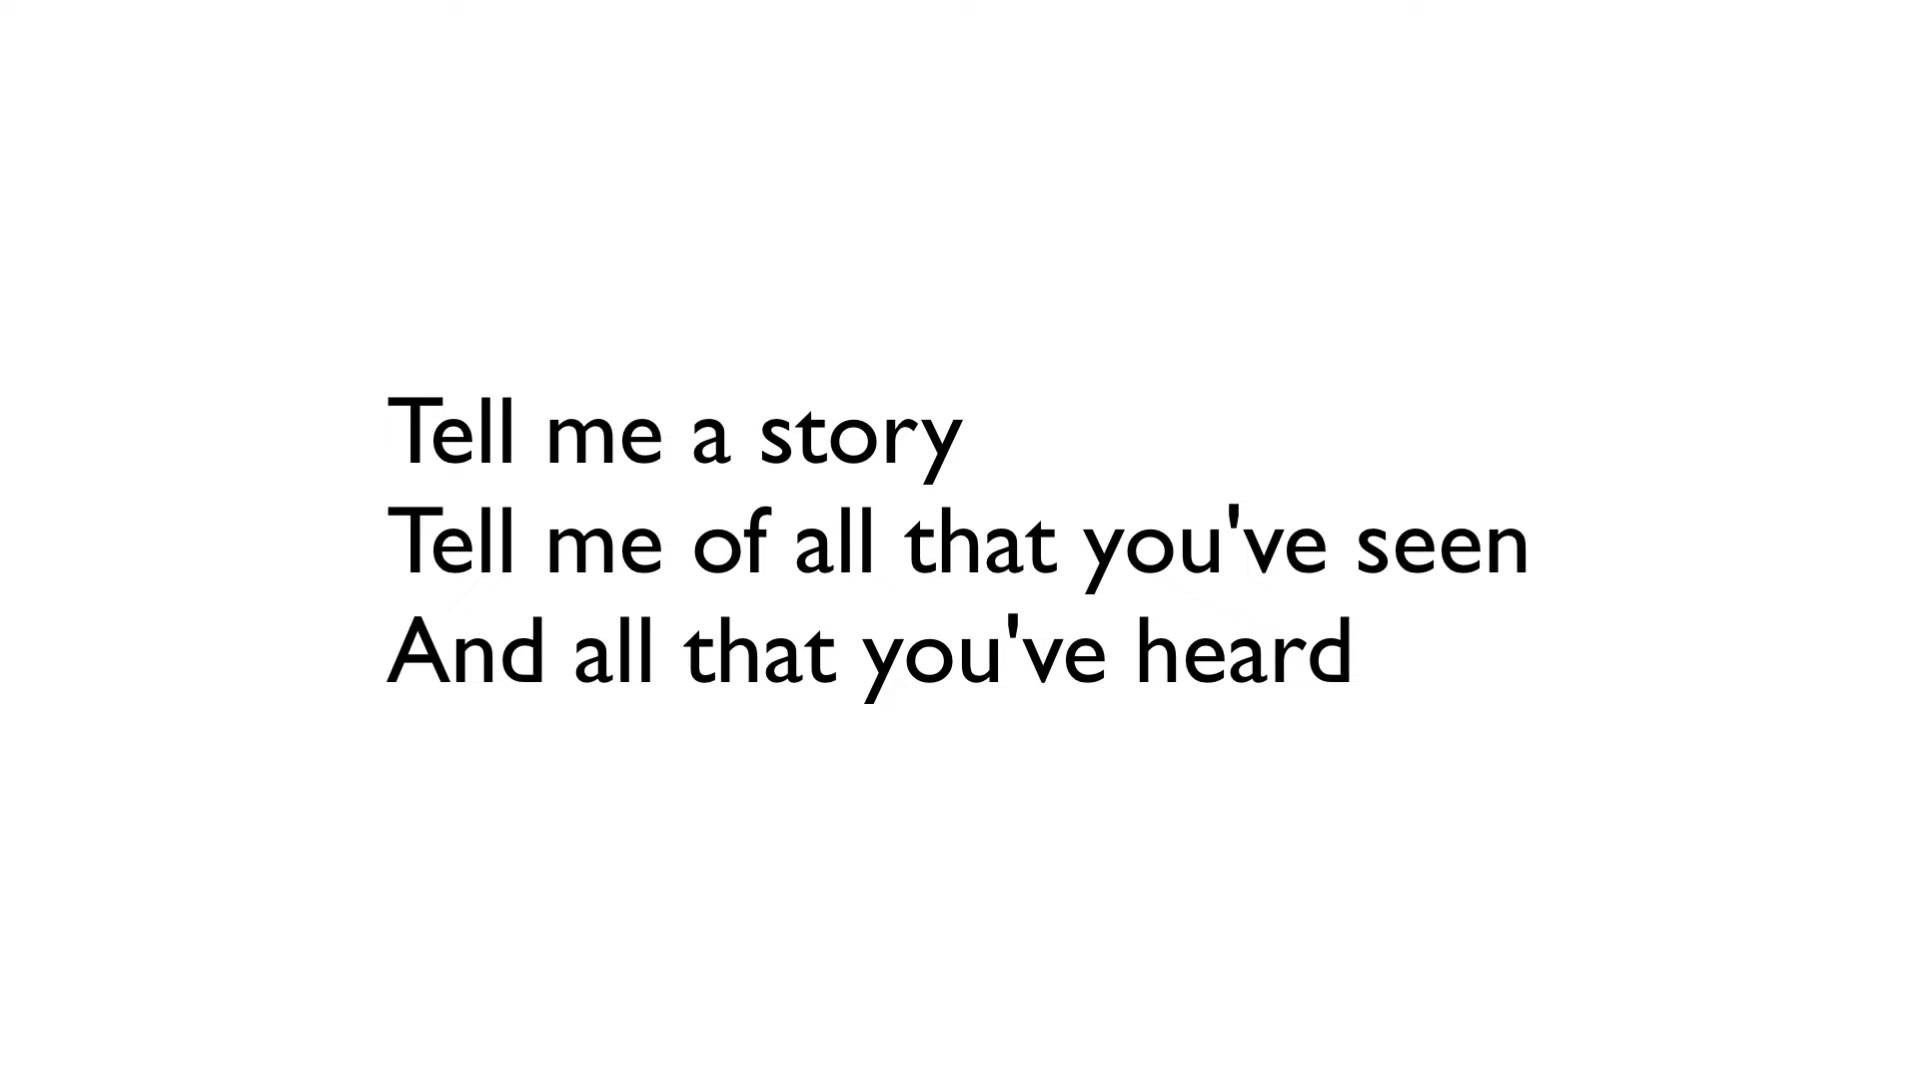 Tell me a story
Tell me of all that you've seen
And all that you've heard